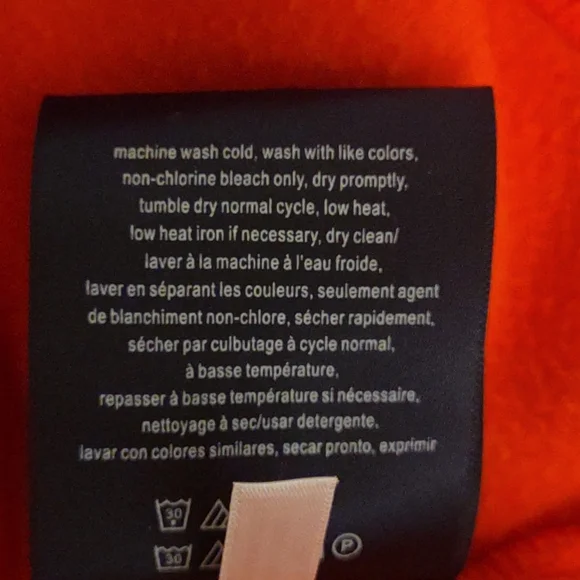 machine wash cold, wash with like colors,
non-chlorine bleach only, dry promptly,
tumble dry normal cycle, low heat,
low heat iron if necessary, dry clean/
laver à la machine à l'eau froide,
laver en séparant les couleurs, seulement agent
de blanchiment non-chlore, sécher rapidement,
sécher par culbutage à cycle normal,
à basse température,
repasser à basse température si nécessaire,
nettoyage à sec/usar detergente,
lavar con colores similares, secar pronto, exprimir
30
30 P